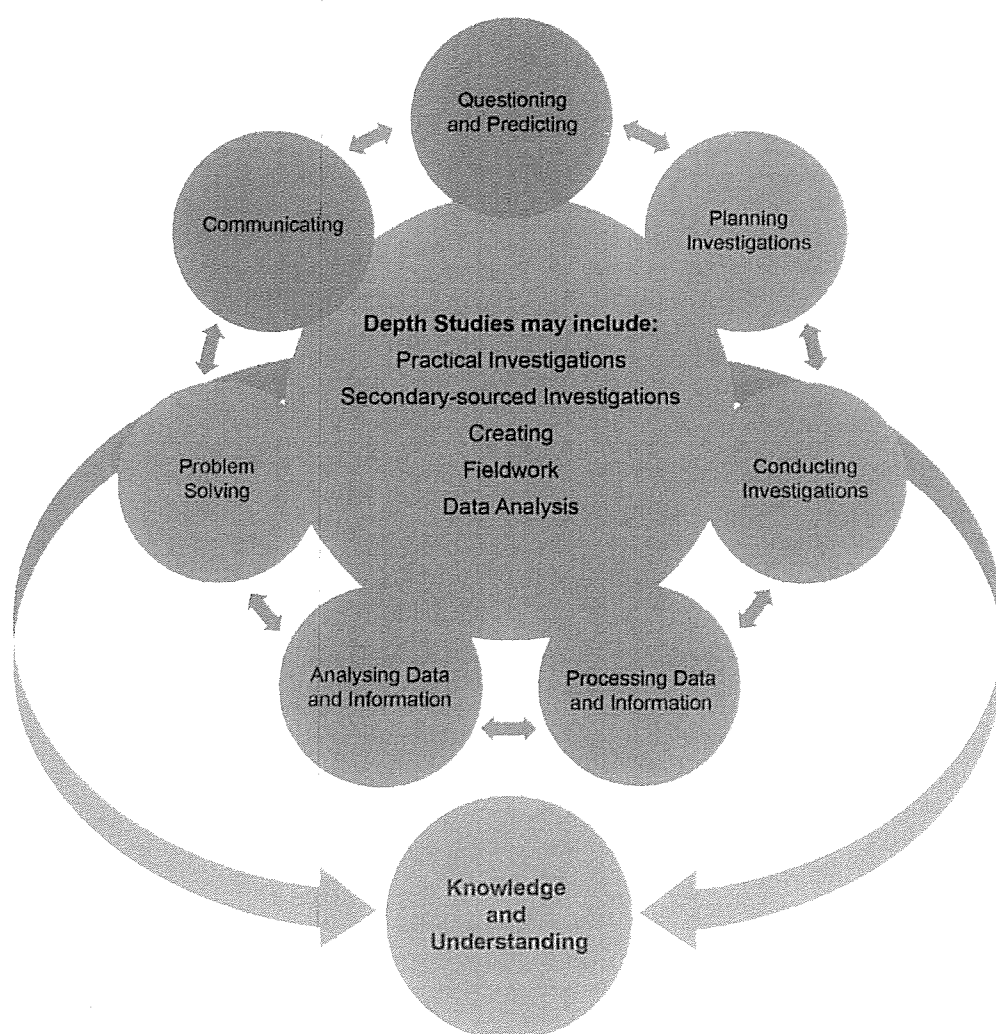 Questioning
and Predicting
Communicating
Planning
Investigations
Depth Studies may include:
Practical Investigations
Secondary-sourced Investigations
Creating
Fieldwork
Data Analysis
Problem
Solving
Conducting
Investigations
Analysing Data
and Information
Processing Data
and Information
Knowledge
and
Understanding